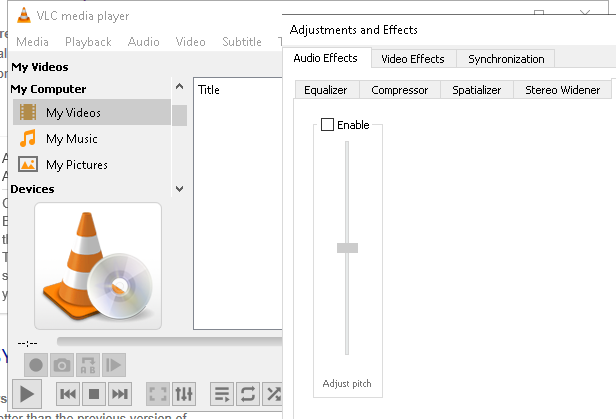 VLC media player
Media Playback Audio Video Subtitle
My Videos
My Computer
My Videos
My Music
My Pictures
Devices
Title
--:--
Adjustments and Effects
Audio Effects Video Effects Synchronization
Equalizer Compressor Spatializer Stereo Widener
Enable
Adjust pitch
better than the previous version of